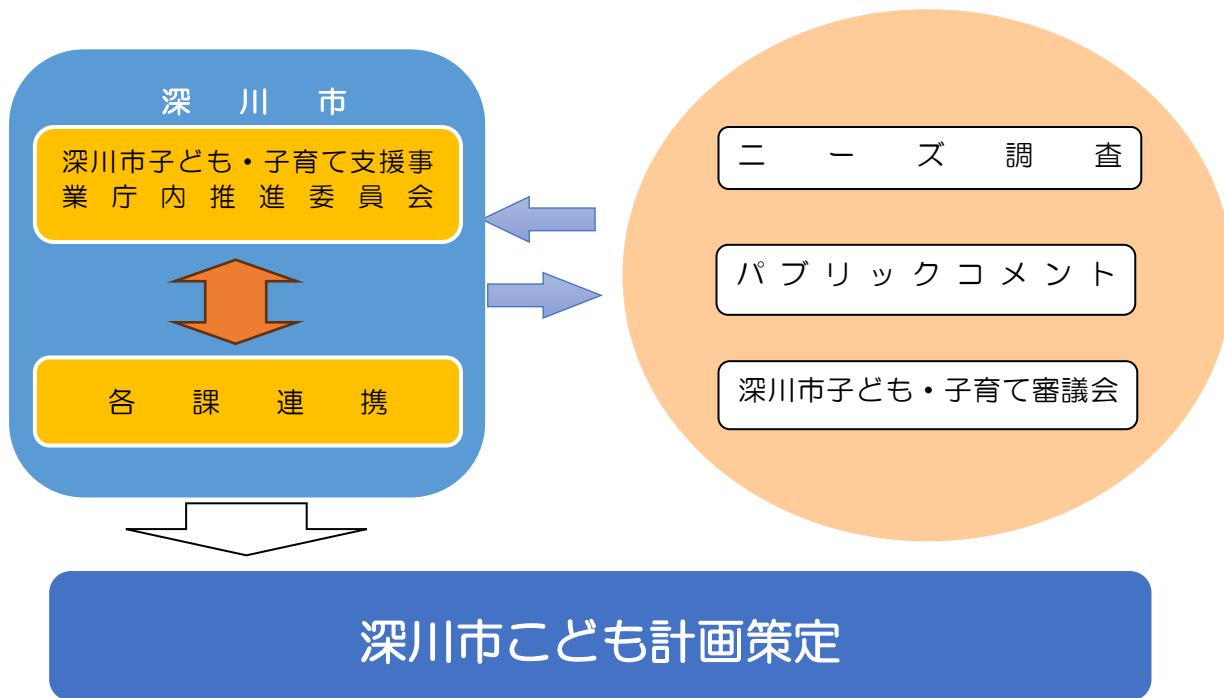 深川市
深川市子ども・子育て支援事
業庁内推進委員会
各課連携
ニーズ調査
パブリックコメント
深川市子ども・子育て審議会
深川市こども計画策定